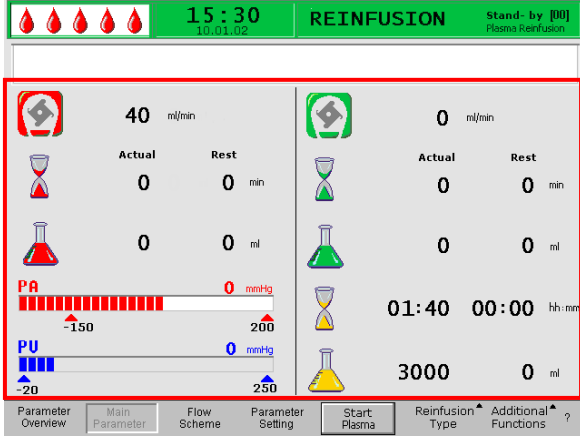 15:30
10.01.02
REINFUSION
Stand- by [00]
Plasma Reinfusion
40 ml/min
Actual Rest
0 0 min
0 0 ml
PA 0 mmHg
-150 200
PV 0 mmHg
-20 250
0 ml/min
Actual Rest
0 0 min
0 0 ml
01:40 00:00 hh:mm
3000 0 ml
Parameter Overview
Main Parameter
Flow Scheme
Parameter Setting
Start Plasma
Reinfusion Type
Additional Functions
?